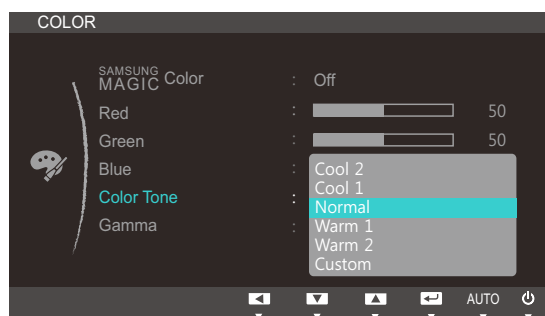 COLOR
SAMSUNG MAGIC Color : Off
Red : 50
Green : 50
Blue :
Color Tone :
Gamma :
Cool 2
Cool 1
Normal
Warm 1
Warm 2
Custom
AUTO